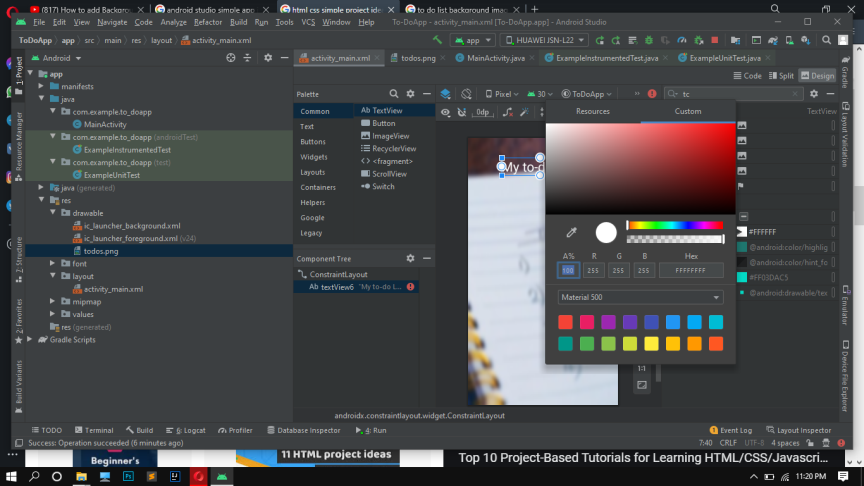 (817) How to add Backgro
android studio simple app
html css simple project ide
to do list background imag
File Edit View Navigate Code Analyze Refactor Build Run Tools VCS Window Help
To-DoApp - activity_main.xml - Android Studio
ToDoApp app src main res layout activity_main.xml
app
HUAWEI JSN-L22
Android
activity_main.xml
todos.png
MainActivity.java
ExampleInstrumentedTest.java
ExampleUnitTest.java
Code Split Design
1: Project
Resource Manager
Z: Structure
2: Favorites
Build Variants
app
manifests
java
com.example.to_doapp
MainActivity
com.example.to_doapp (androidTest)
ExampleInstrumentedTest
com.example.to_doapp (test)
ExampleUnitTest
java (generated)
res
drawable
ic_launcher_background.xml
ic_launcher_foreground.xml (v24)
todos.png
font
layout
activity_main.xml
mipmap
values
res (generated)
Gradle Scripts
Palette
Common
Text
Buttons
Widgets
Layouts
Containers
Helpers
Google
Legacy
Ab TextView
Button
ImageView
RecyclerView
<fragment>
ScrollView
Switch
Component Tree
ConstraintLayout
Ab textView6 "My to-do L...
Pixel 30 ToDoApp
0dp
My to-d
1:1
tc
TextView
Resources Custom
A% R G B Hex
100 255 255 255 FFFFFFFF
Material 500
#FFFFFF
@android:color/highlig
@android:color/hint_fo
#FF03DAC5
@android:drawable/tex
Gradle
Layout Validation
Emulator
Device File Explorer
androidx.constraintlayout.widget.ConstraintLayout
TODO Terminal Build 6: Logcat Profiler Database Inspector 4: Run Event Log Layout Inspector
Success: Operation succeeded (6 minutes ago)
7:40 CRLF UTF-8 4 spaces
Beginner's
11 HTML project ideas
Top 10 Project-Based Tutorials for Learning HTML/CSS/Javascri...
11:20 PM